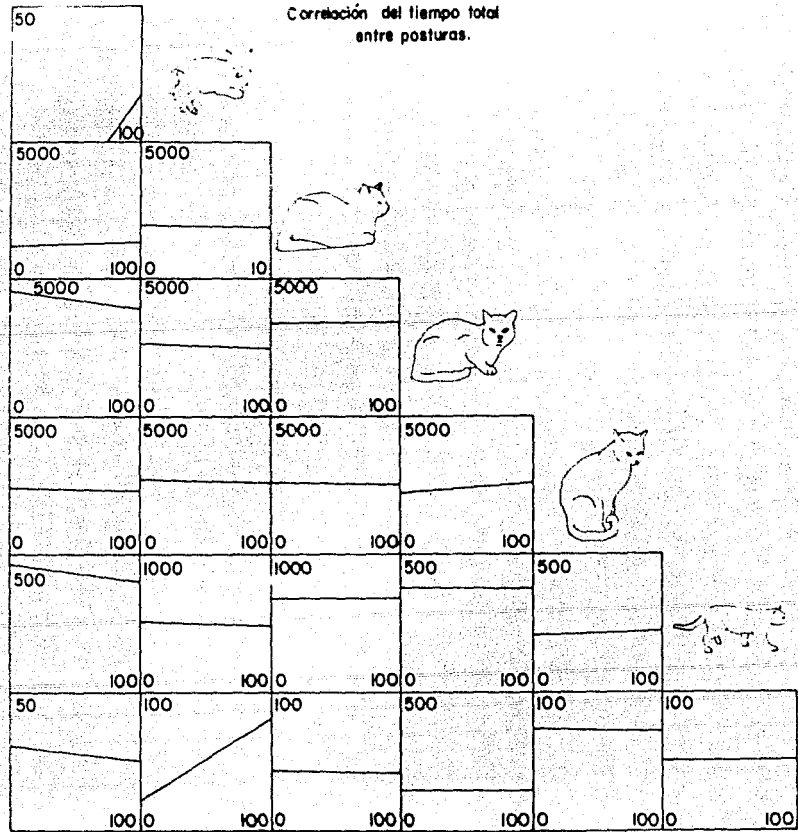 Correlación del tiempo total
entre posturas.
50
100
5000 5000
0 100 0 10
5000 5000 5000
0 100 0 100 0 100
5000 5000 5000 5000
0 100 0 100 0 100 0 100
500 1000 1000 500 500
100 0 100 0 100 0 100 0 100
50 100 100 500 100 100
100 0 100 0 100 0 100 0 100 0 100